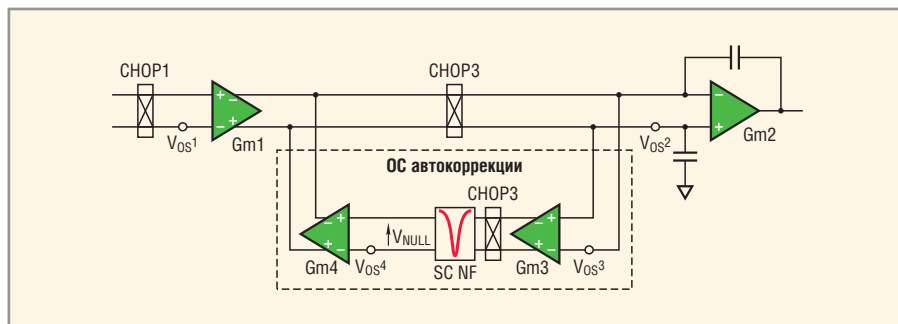 CHOP1
CHOP3
+
−
−
+
−
+
Gm1
Gm2
VOS1
VOS2
ОС автокоррекции
CHOP3
−
+
−
+
−
+
+
−
VNULL
Gm4
VOS4
SC NF
Gm3
VOS3